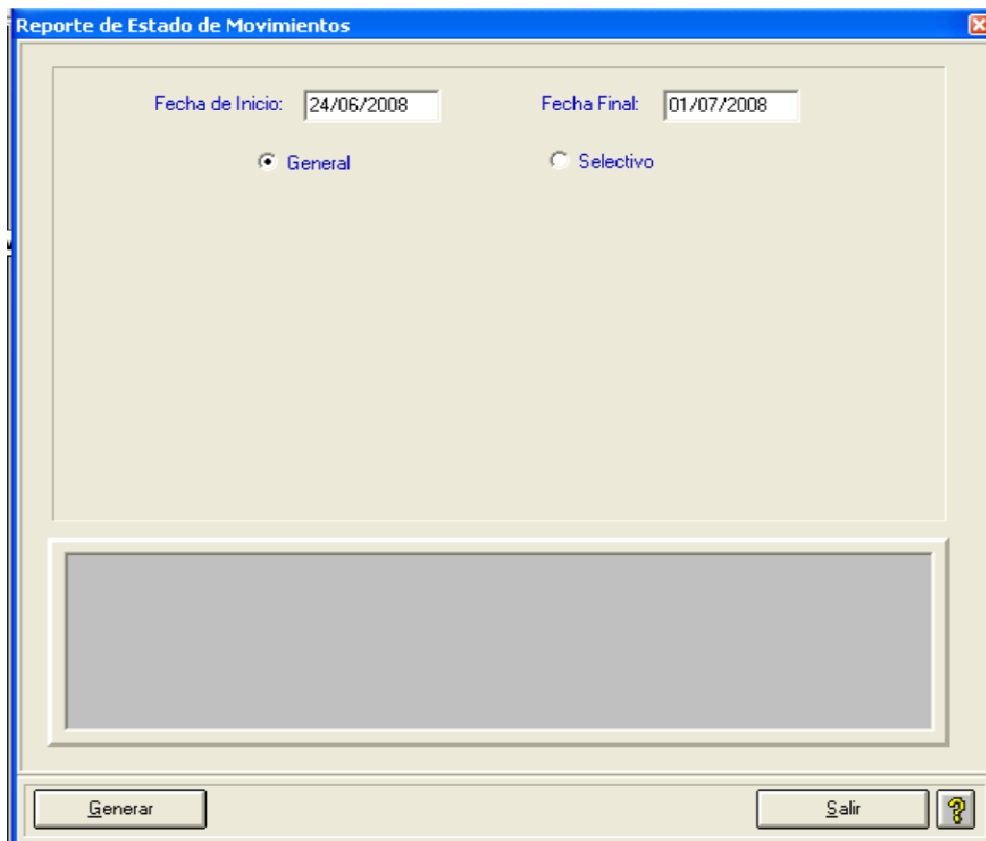 Reporte de Estado de Movimientos
Fecha de Inicio: 24/06/2008 Fecha Final: 01/07/2008
General Selectivo
Generar Salir ?